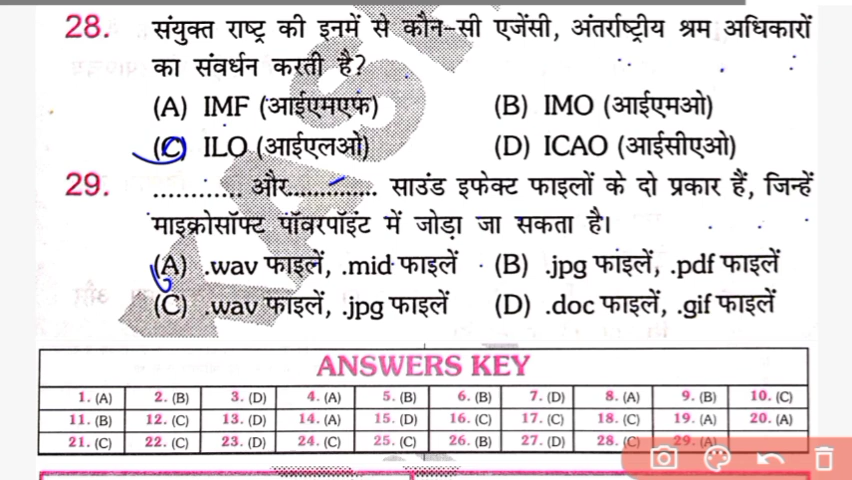 28. संयुक्त राष्ट्र की इनमें से कौन-सी एजेंसी, अंतर्राष्ट्रीय श्रम अधिकारों
का संवर्धन करती है?
(A) IMF (आईएमएफ) (B) IMO (आईएमओ)
(C) ILO (आईएलओ) (D) ICAO (आईसीएओ)
29. ............ और............... साउंड इफेक्ट फाइलों के दो प्रकार हैं, जिन्हें
माइक्रोसॉफ्ट पॉवरपॉइंट में जोड़ा जा सकता है।
(A) .wav फाइलें, .mid फाइलें (B) .jpg फाइलें, .pdf फाइलें
(C) .wav फाइलें, .jpg फाइलें (D) .doc फाइलें, .gif फाइलें
ANSWERS KEY
1. (A) 2. (B) 3. (D) 4. (A) 5. (B) 6. (B) 7. (D) 8. (A) 9. (B) 10. (C)
11. (B) 12. (C) 13. (D) 14. (A) 15. (D) 16. (C) 17. (C) 18. (C) 19. (A) 20. (A)
21. (C) 22. (C) 23. (D) 24. (C) 25. (C) 26. (B) 27. (D) 28. (C) 29. (A)